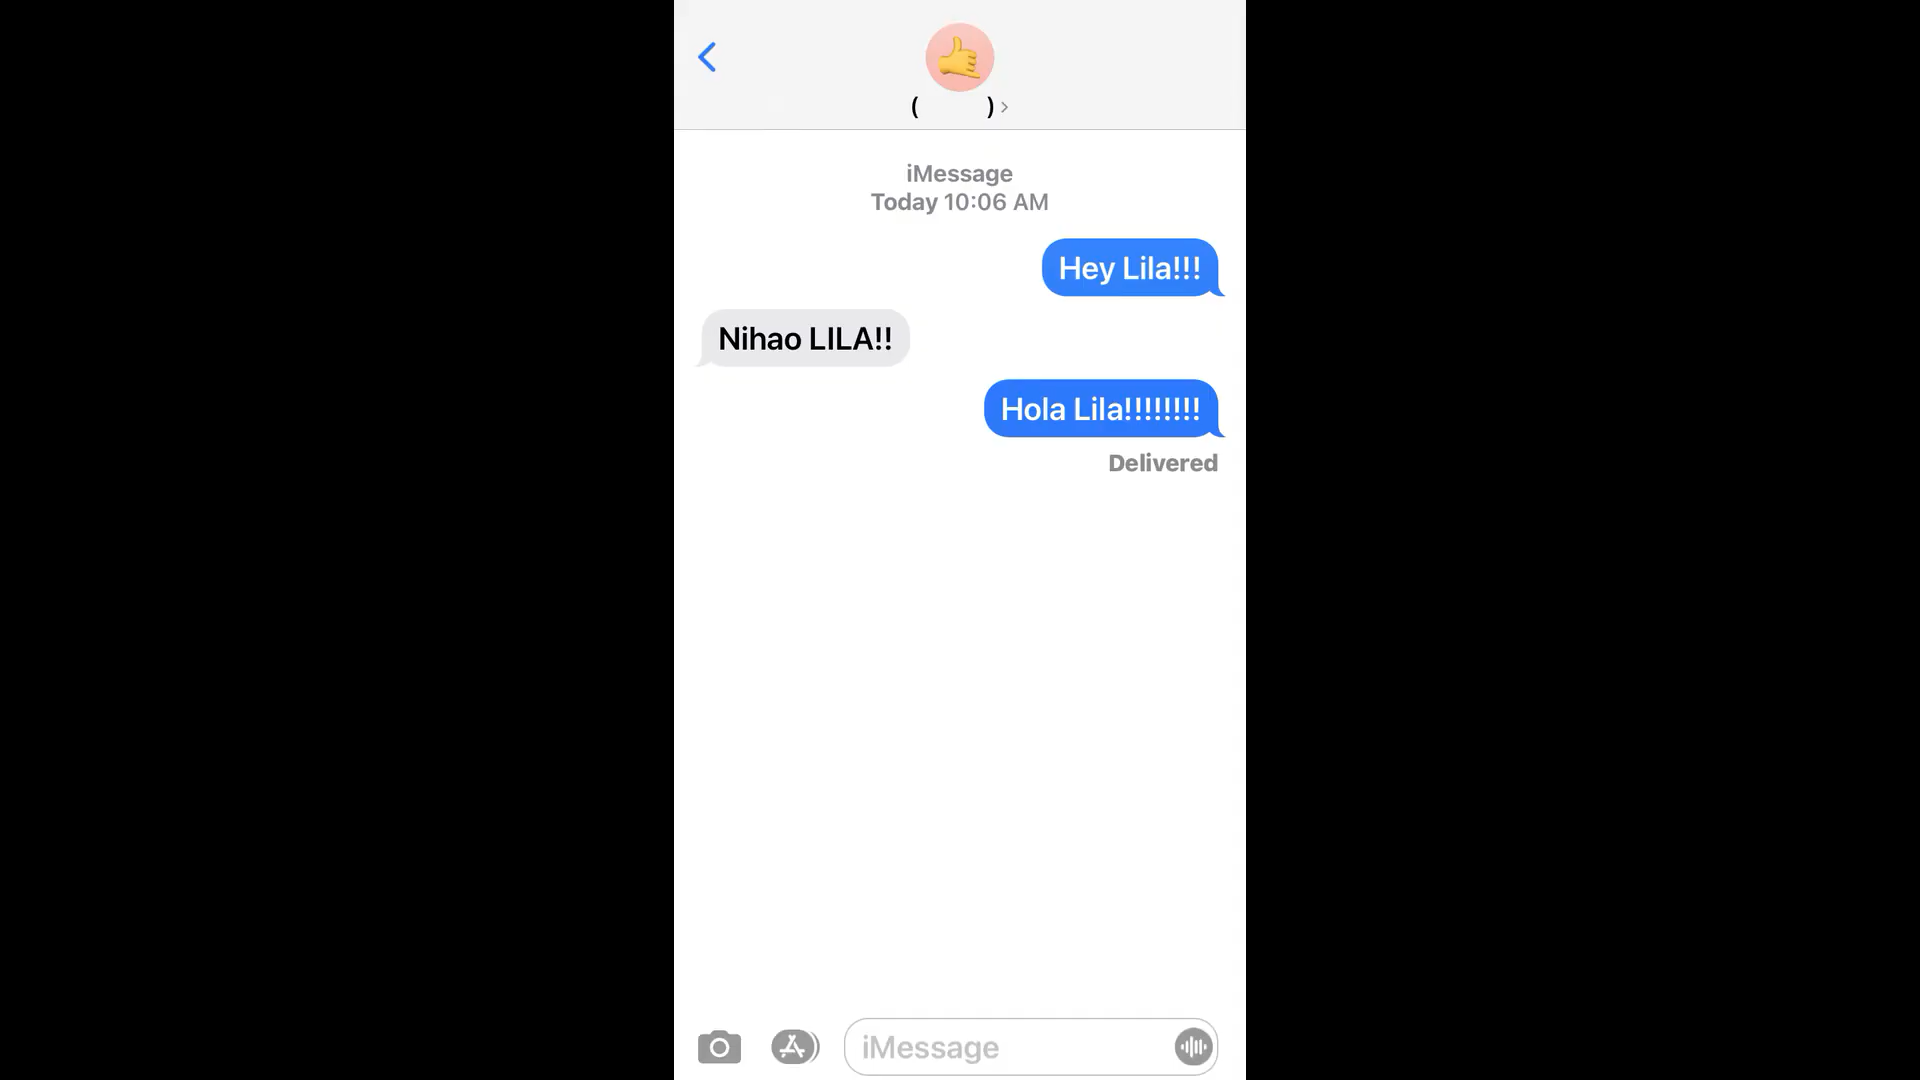 ( ) ›
iMessage
Today 10:06 AM
Hey Lila!!!
Nihao LILA!!
Hola Lila!!!!!!!!
Delivered
iMessage